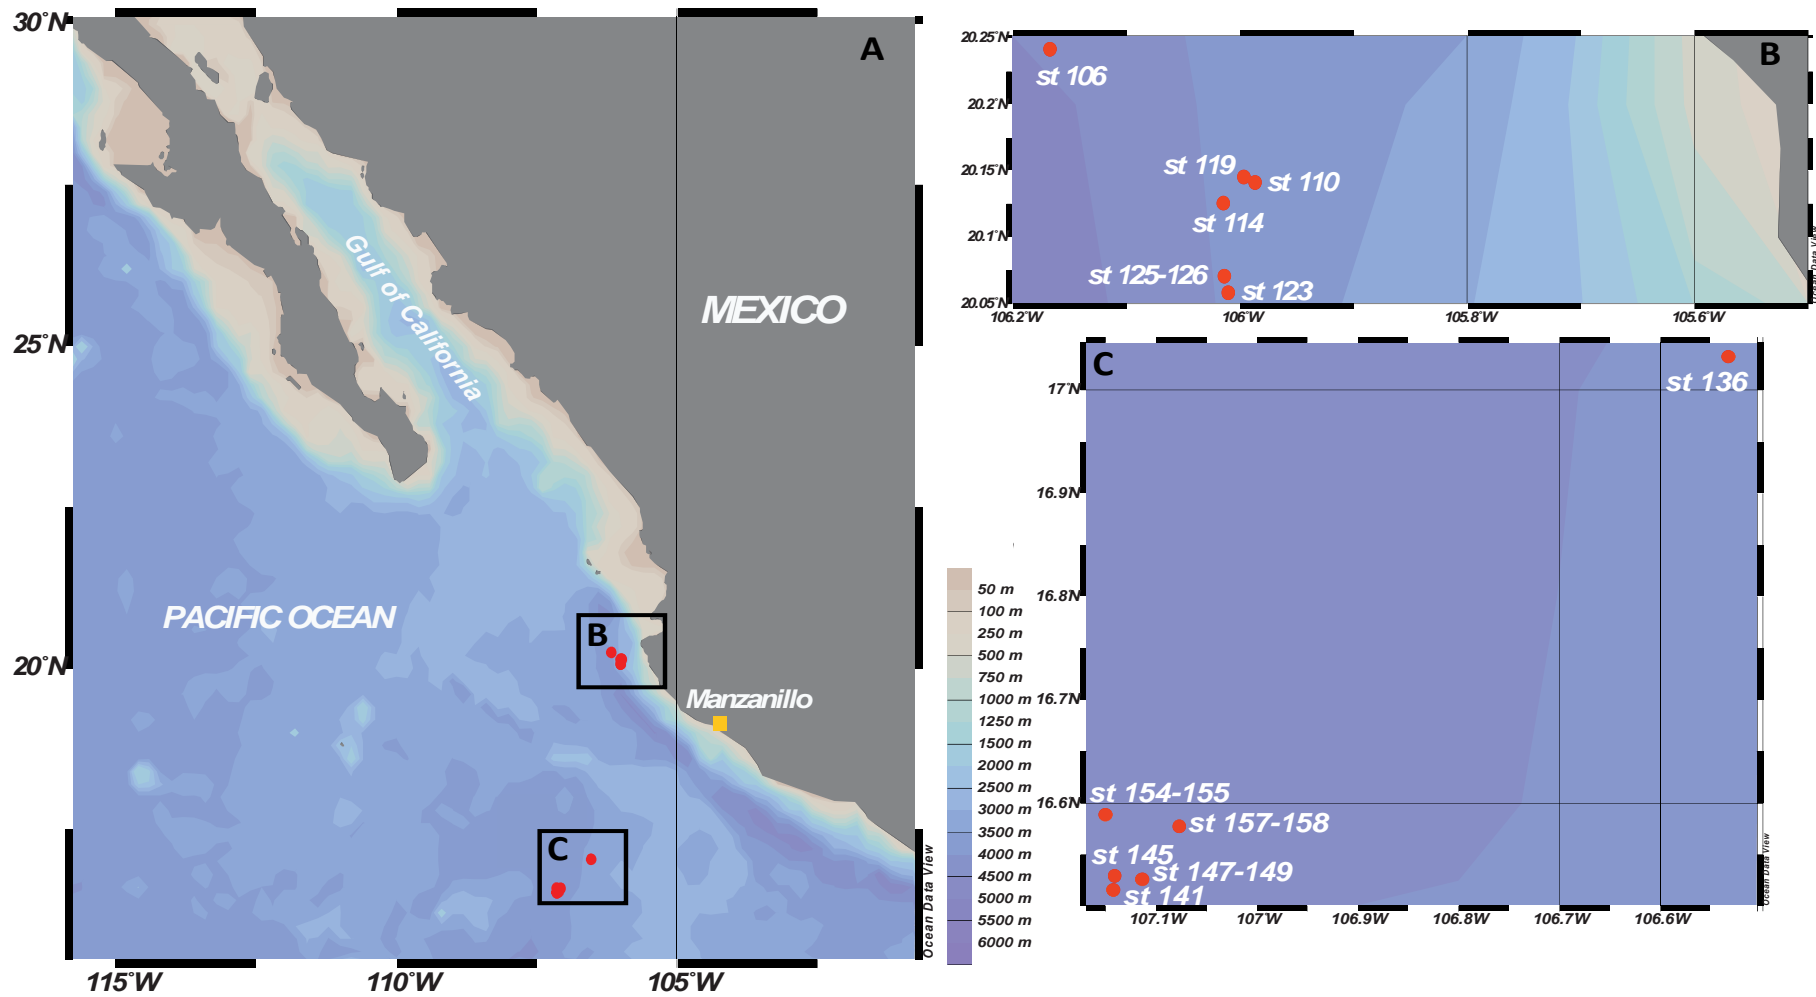 30°N
25°N
20°N
115°W
110°W
105°W
A
Gulf of California
MEXICO
PACIFIC OCEAN
B
Manzanillo
C
Ocean Data View
50 m
100 m
250 m
500 m
750 m
1000 m
1250 m
1500 m
2000 m
2500 m
3000 m
3500 m
4000 m
4500 m
5000 m
5500 m
6000 m
20.25°N
20.2°N
20.15°N
20.1°N
20.05°N
106.2°W
106°W
105.8°W
105.6°W
B
st 106
st 119
st 110
st 114
st 125-126
st 123
Ocean Data View
C
17°N
16.9°N
16.8°N
16.7°N
16.6°N
107.1°W
107°W
106.9°W
106.8°W
106.7°W
106.6°W
st 136
st 154-155
st 157-158
st 145
st 147-149
st 141
Ocean Data View